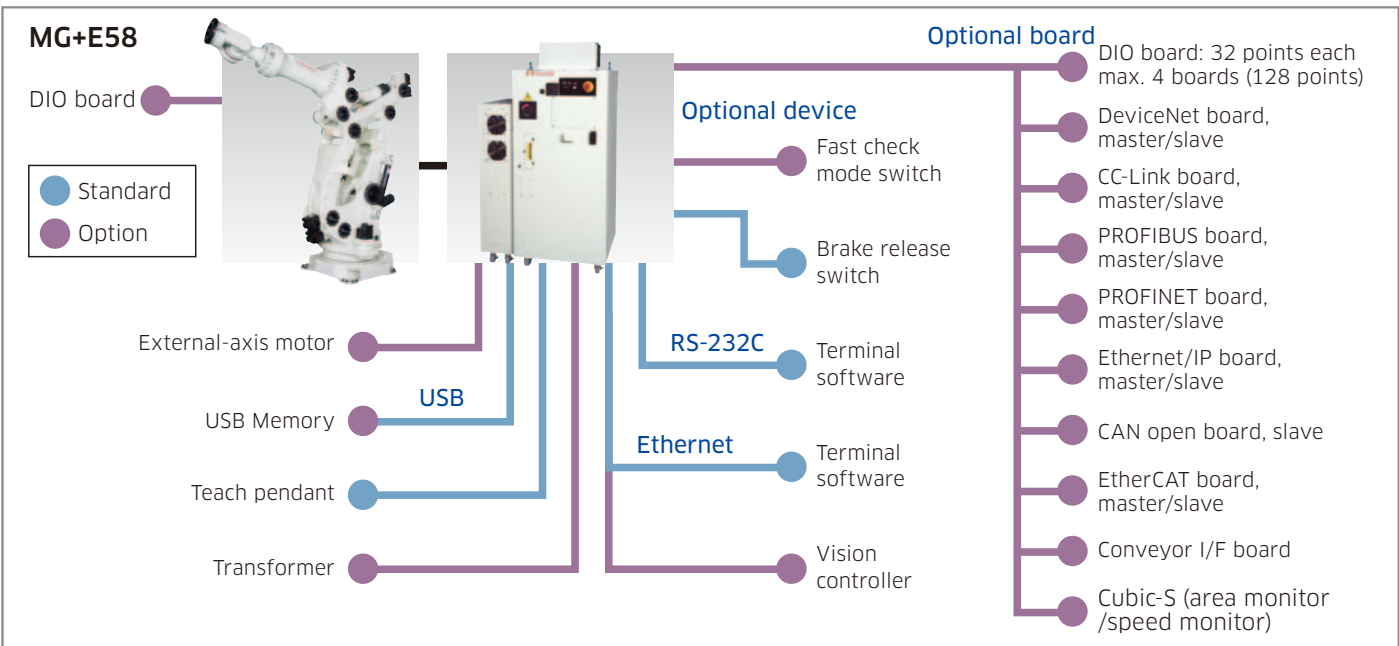 MG+E58
DIO board
Standard
Option
External-axis motor
USB
USB Memory
Teach pendant
Transformer
Optional device
Fast check
mode switch
Brake release
switch
RS-232C
Terminal
software
Ethernet
Terminal
software
Vision
controller
Optional board
DIO board: 32 points each
max. 4 boards (128 points)
DeviceNet board,
master/slave
CC-Link board,
master/slave
PROFIBUS board,
master/slave
PROFINET board,
master/slave
Ethernet/IP board,
master/slave
CAN open board, slave
EtherCAT board,
master/slave
Conveyor I/F board
Cubic-S (area monitor
/speed monitor)